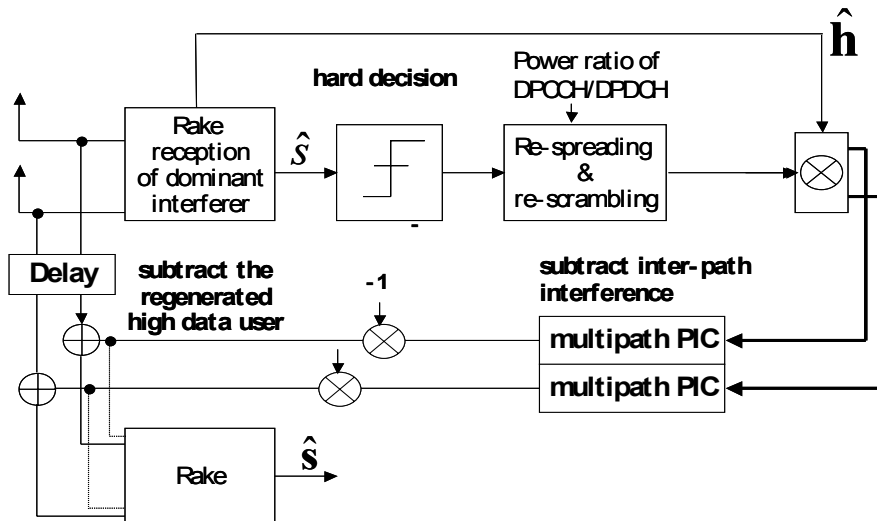 ĥ
Power ratio of
DPCCH/DPDCH
hard decision
Rake
reception
of dominant
interferer
Ŝ
Re-spreading
&
re-scrambling
-
Delay
subtract the
regenerated
high data user
-1
subtract inter-path
interference
multipath PIC
multipath PIC
Rake
ŝ